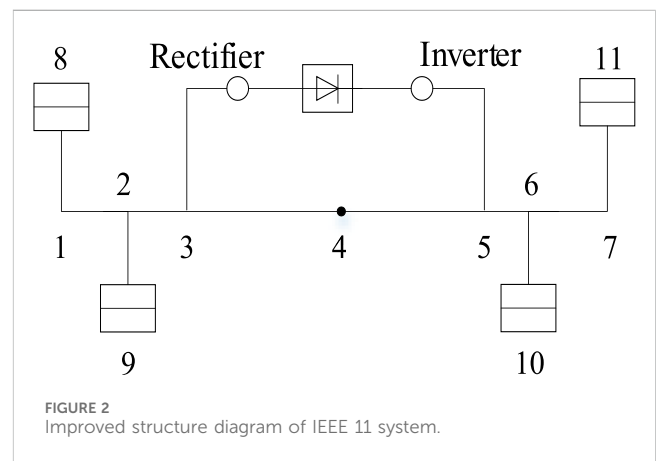 8
Rectifier
Inverter
11
2
6
1
3
4
5
7
9
10
FIGURE 2
Improved structure diagram of IEEE 11 system.